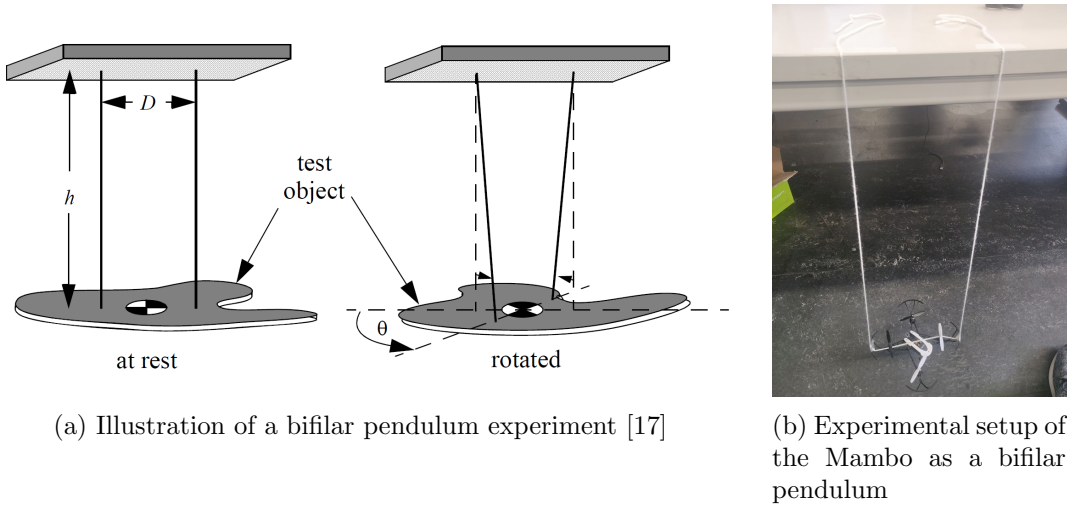 D
h
test
object
θ
at rest
rotated
(a) Illustration of a bifilar pendulum experiment [17]
(b) Experimental setup of
the Mambo as a bifilar
pendulum